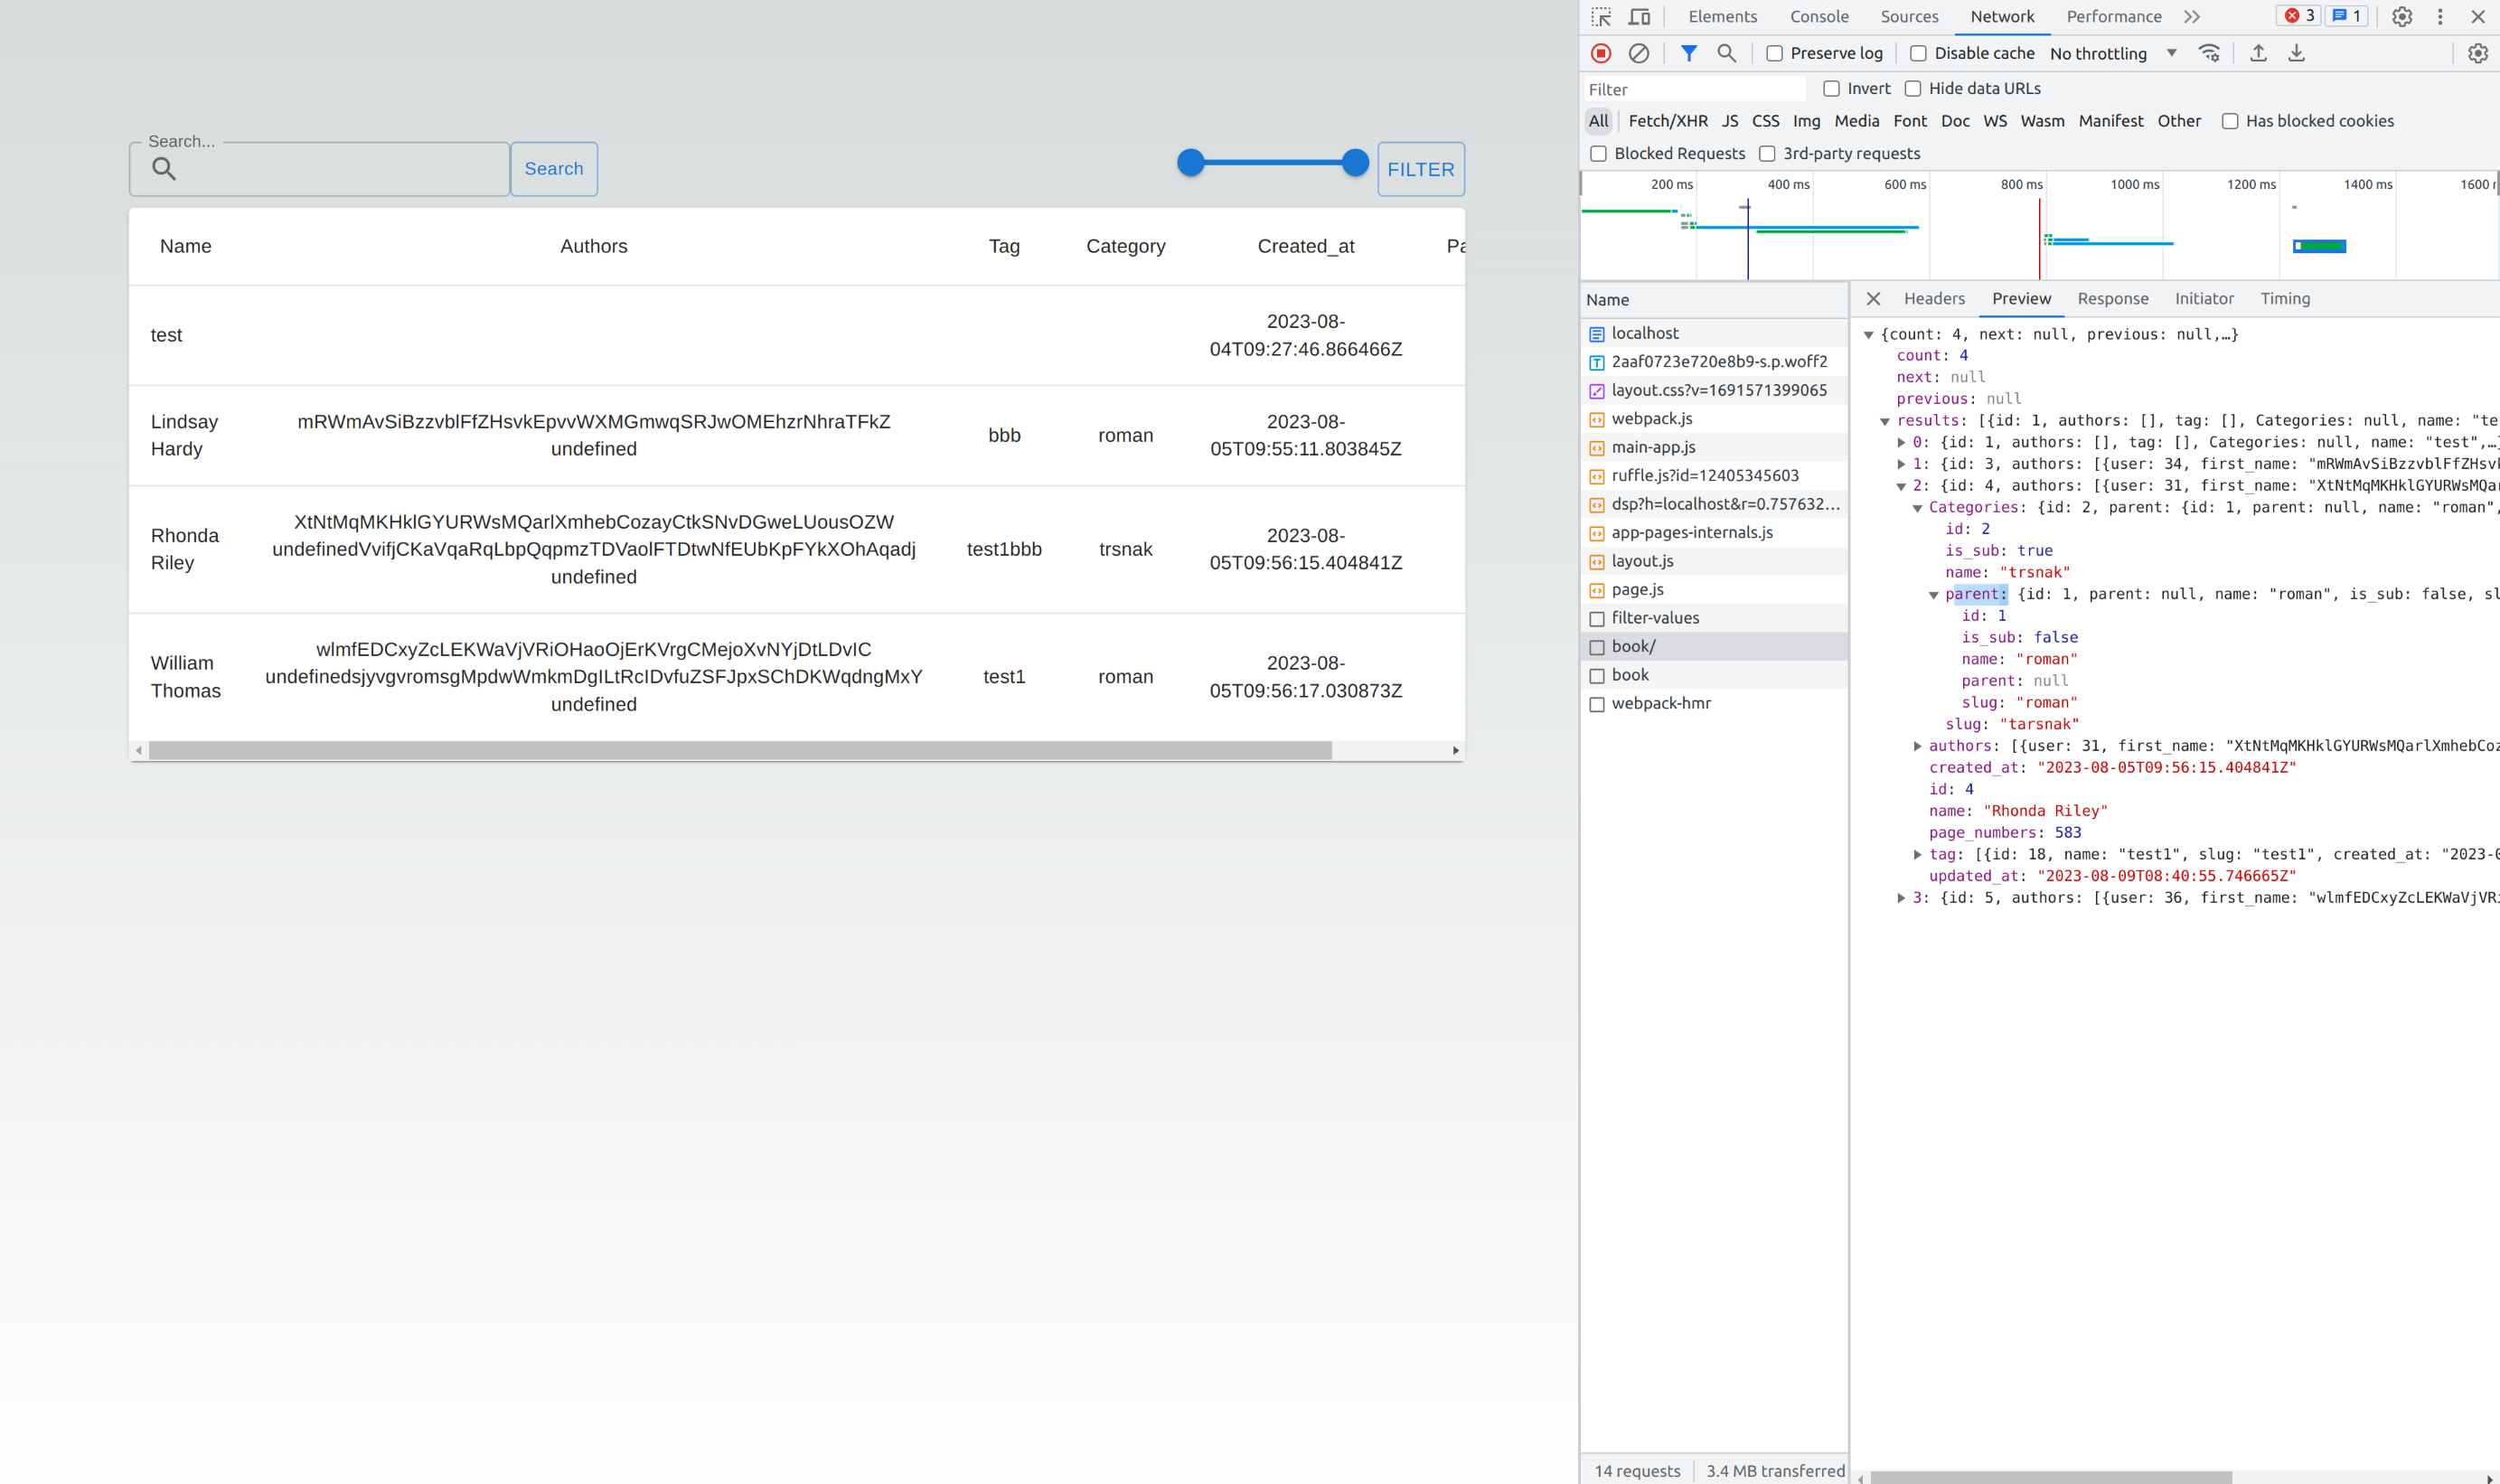 Search...
Search
FILTER
Name Authors Tag Category Created_at Pa
test 2023-08-
04T09:27:46.866466Z
Lindsay
Hardy
mRWmAvSiBzzvblFfZHsvkEpvvWXMGmwqSRJwOMEhzrNhraTFkZ
undefined
bbb
roman
2023-08-
05T09:55:11.803845Z
Rhonda
Riley
XtNtMqMKHklGYURWsMQarlXmhebCozayCtkSNvDGweLUousOZW
undefinedVvifjCKaVqaRqLbpQqpmzTDVaolFTDtwNfEUbKpFYkXOhAqadj
undefined
test1bbb
trsnak
2023-08-
05T09:56:15.404841Z
William
Thomas
wlmfEDCxyZcLEKWaVjVRiOHaoOjErKVrgCMejoXvNYjDtLDvIC
undefinedsjyvgvromsgMpdwWmkmDgILtRcIDvfuZSFJpxSChDKWqdngMxY
undefined
test1
roman
2023-08-
05T09:56:17.030873Z
Elements Console Sources Network Performance 3 1
Preserve log Disable cache No throttling
Filter Invert Hide data URLs
All Fetch/XHR JS CSS Img Media Font Doc WS Wasm Manifest Other Has blocked cookies
Blocked Requests 3rd-party requests
200 ms 400 ms 600 ms 800 ms 1000 ms 1200 ms 1400 ms 1600 
Name
localhost
2aaf0723e720e8b9-s.p.woff2
layout.css?v=1691571399065
webpack.js
main-app.js
ruffle.js?id=12405345603
dsp?h=localhost&r=0.757632...
app-pages-internals.js
layout.js
page.js
filter-values
book/
book
webpack-hmr
14 requests 3.4 MB transferred
Headers Preview Response Initiator Timing
{count: 4, next: null, previous: null,…}
count: 4
next: null
previous: null
results: [{id: 1, authors: [], tag: [], Categories: null, name: "te
0: {id: 1, authors: [], tag: [], Categories: null, name: "test",…
1: {id: 3, authors: [{user: 34, first_name: "mRWmAvSiBzzvblFfZHsv
2: {id: 4, authors: [{user: 31, first_name: "XtNtMqMKHklGYURWsMQar
Categories: {id: 2, parent: {id: 1, parent: null, name: "roman",
id: 2
is_sub: true
name: "trsnak"
parent: {id: 1, parent: null, name: "roman", is_sub: false, sl
id: 1
is_sub: false
name: "roman"
parent: null
slug: "roman"
slug: "tarsnak"
authors: [{user: 31, first_name: "XtNtMqMKHklGYURWsMQarlXmhebCoz
created_at: "2023-08-05T09:56:15.404841Z"
id: 4
name: "Rhonda Riley"
page_numbers: 583
tag: [{id: 18, name: "test1", slug: "test1", created_at: "2023-0
updated_at: "2023-08-09T08:40:55.746665Z"
3: {id: 5, authors: [{user: 36, first_name: "wlmfEDCxyZcLEKWaVjVR